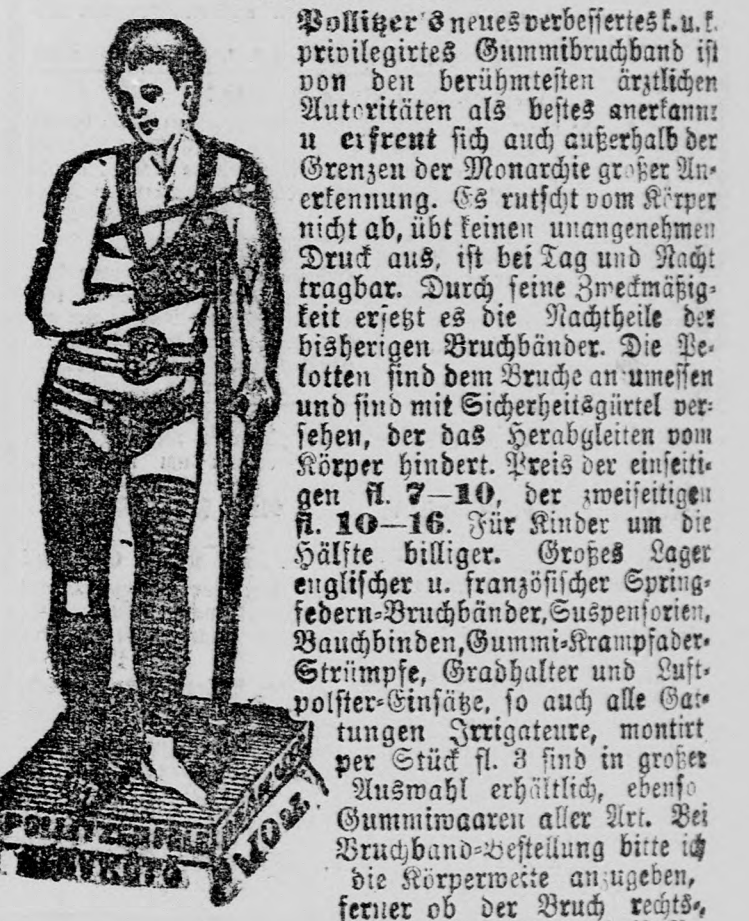 Pollitzer's neues verbessertes k. u. k.
privilegirtes Gummibruchband ist
von den berühmtesten ärztlichen
Autoritäten als bestes anerkannt
u erfreut sich auch außerhalb der
Grenzen der Monarchie großer An-
erkennung. Es rutscht vom Körper
nicht ab, übt keinen unangenehmen
Druck aus, ist bei Tag und Nacht
tragbar. Durch seine Zweckmäßig-
keit ersetzt es die Nachtheile der
bisherigen Bruchbänder. Die Pe-
lotten sind dem Bruche anzumessen
und sind mit Sicherheitsgürtel ver-
sehen, der das Herabgleiten vom
Körper hindert. Preis der einseiti-
gen fl. 7—10, der zweiseitigen
fl. 10—16. Für Kinder um die
Hälfte billiger. Großes Lager
englischer u. französischer Spring-
federn-Bruchbänder, Suspensorien,
Bauchbinden, Gummi-Krampfader-
Strümpfe, Gradhalter und Luft-
polster-Einsätze, so auch alle Gat-
tungen Irrigateure, montirt
per Stück fl. 3 sind in großer
Auswahl erhältlich, ebenso
Gummiwaaren aller Art. Bei
Bruchband-Bestellung bitte ich
die Körperweite anzugeben,
ferner ob der Bruch rechts-,
POLLITZER